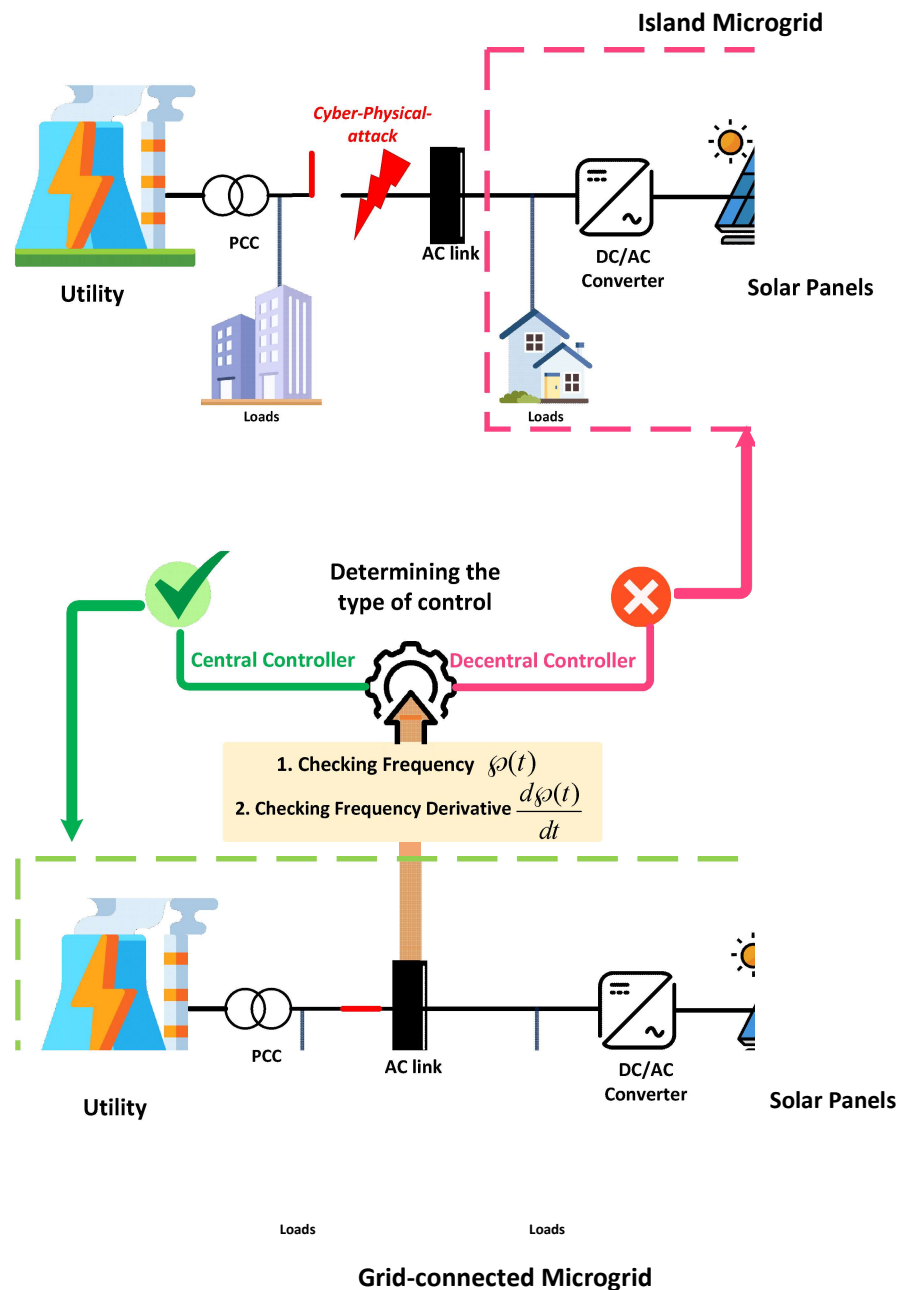 Island Microgrid
Cyber-Physical-
attack
PCC
AC link
DC/AC
Converter
Utility
Solar Panels
Loads
Loads
Determining the
type of control
Central Controller
Decentral Controller
1. Checking Frequency ℘(t)
2. Checking Frequency Derivative d℘(t)/dt
PCC
AC link
DC/AC
Converter
Utility
Solar Panels
Loads
Loads
Grid-connected Microgrid